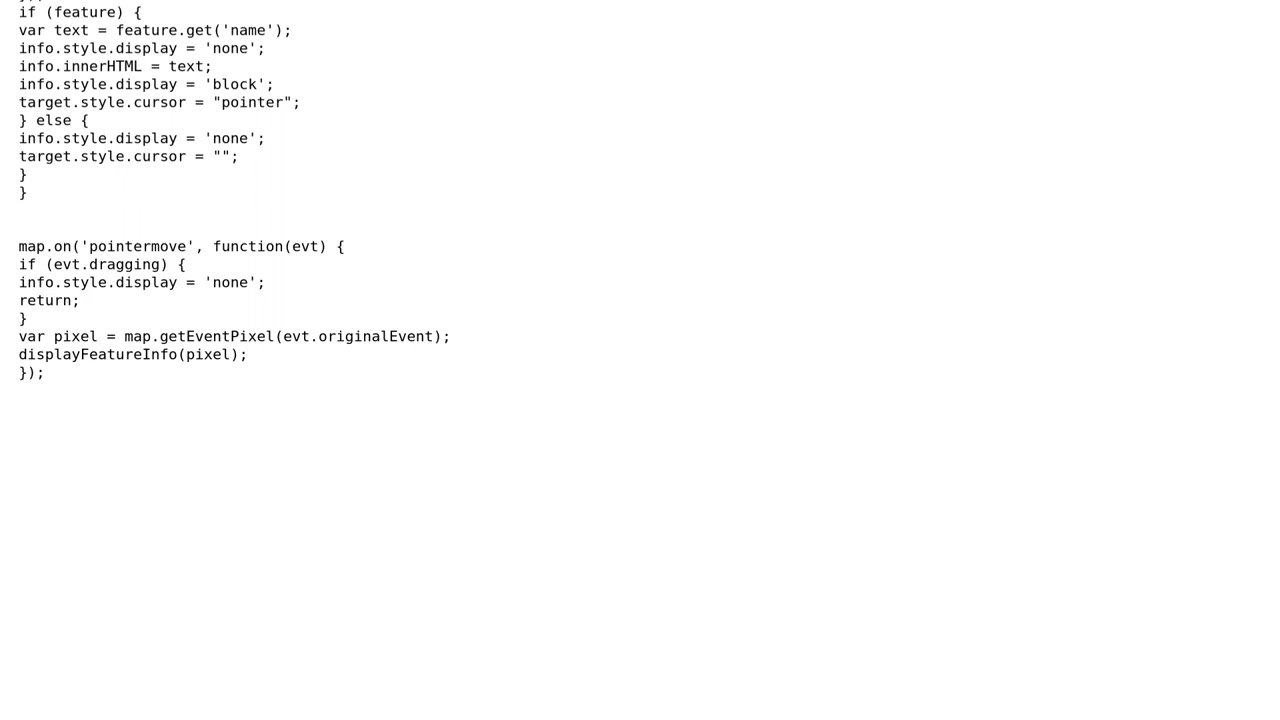 if (feature) {
var text = feature.get('name');
info.style.display = 'none';
info.innerHTML = text;
info.style.display = 'block';
target.style.cursor = "pointer";
} else {
info.style.display = 'none';
target.style.cursor = "";
}
}
map.on('pointermove', function(evt) {
if (evt.dragging) {
info.style.display = 'none';
return;
}
var pixel = map.getEventPixel(evt.originalEvent);
displayFeatureInfo(pixel);
});